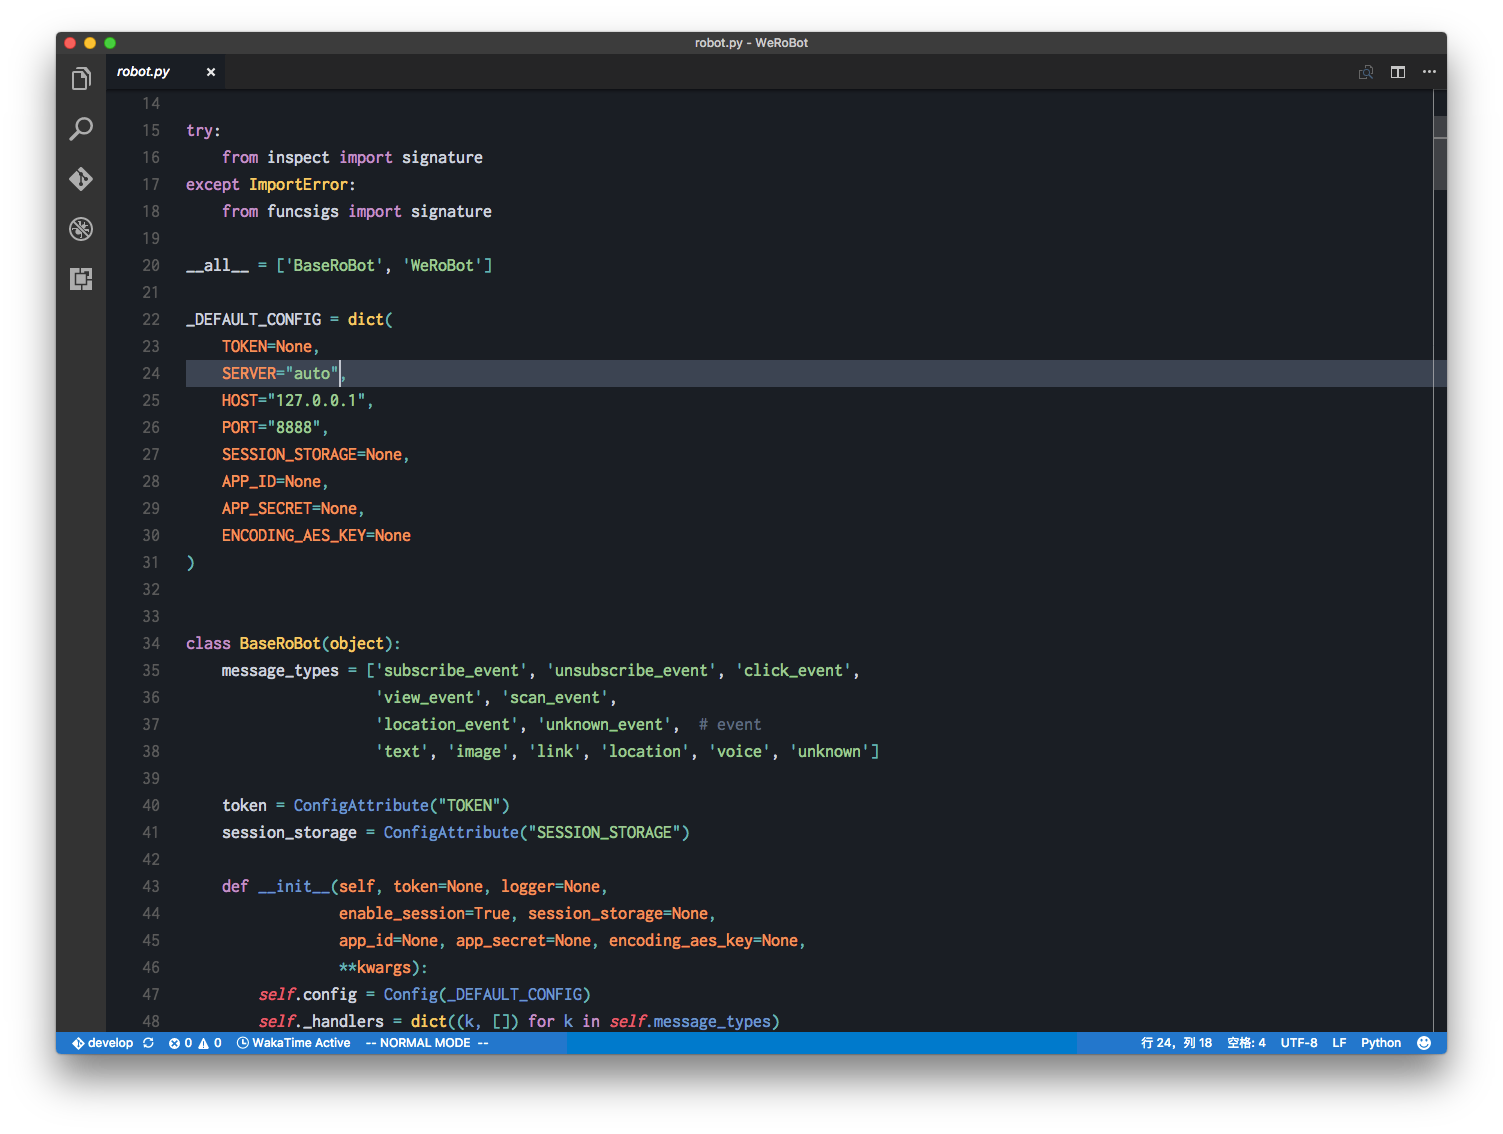 robot.py - WeRoBot
robot.py ×
14
15 try:
16     from inspect import signature
17 except ImportError:
18     from funcsigs import signature
19
20 __all__ = ['BaseRoBot', 'WeRoBot']
21
22 _DEFAULT_CONFIG = dict(
23     TOKEN=None,
24     SERVER="auto",
25     HOST="127.0.0.1",
26     PORT="8888",
27     SESSION_STORAGE=None,
28     APP_ID=None,
29     APP_SECRET=None,
30     ENCODING_AES_KEY=None
31 )
32
33
34 class BaseRoBot(object):
35     message_types = ['subscribe_event', 'unsubscribe_event', 'click_event',
36                      'view_event', 'scan_event',
37                      'location_event', 'unknown_event',  # event
38                      'text', 'image', 'link', 'location', 'voice', 'unknown']
39
40     token = ConfigAttribute("TOKEN")
41     session_storage = ConfigAttribute("SESSION_STORAGE")
42
43     def __init__(self, token=None, logger=None,
44                  enable_session=True, session_storage=None,
45                  app_id=None, app_secret=None, encoding_aes_key=None,
46                  **kwargs):
47         self.config = Config(_DEFAULT_CONFIG)
48         self._handlers = dict((k, []) for k in self.message_types)
develop 0 0 WakaTime Active -- NORMAL MODE -- 行 24，列 18 空格: 4 UTF-8 LF Python